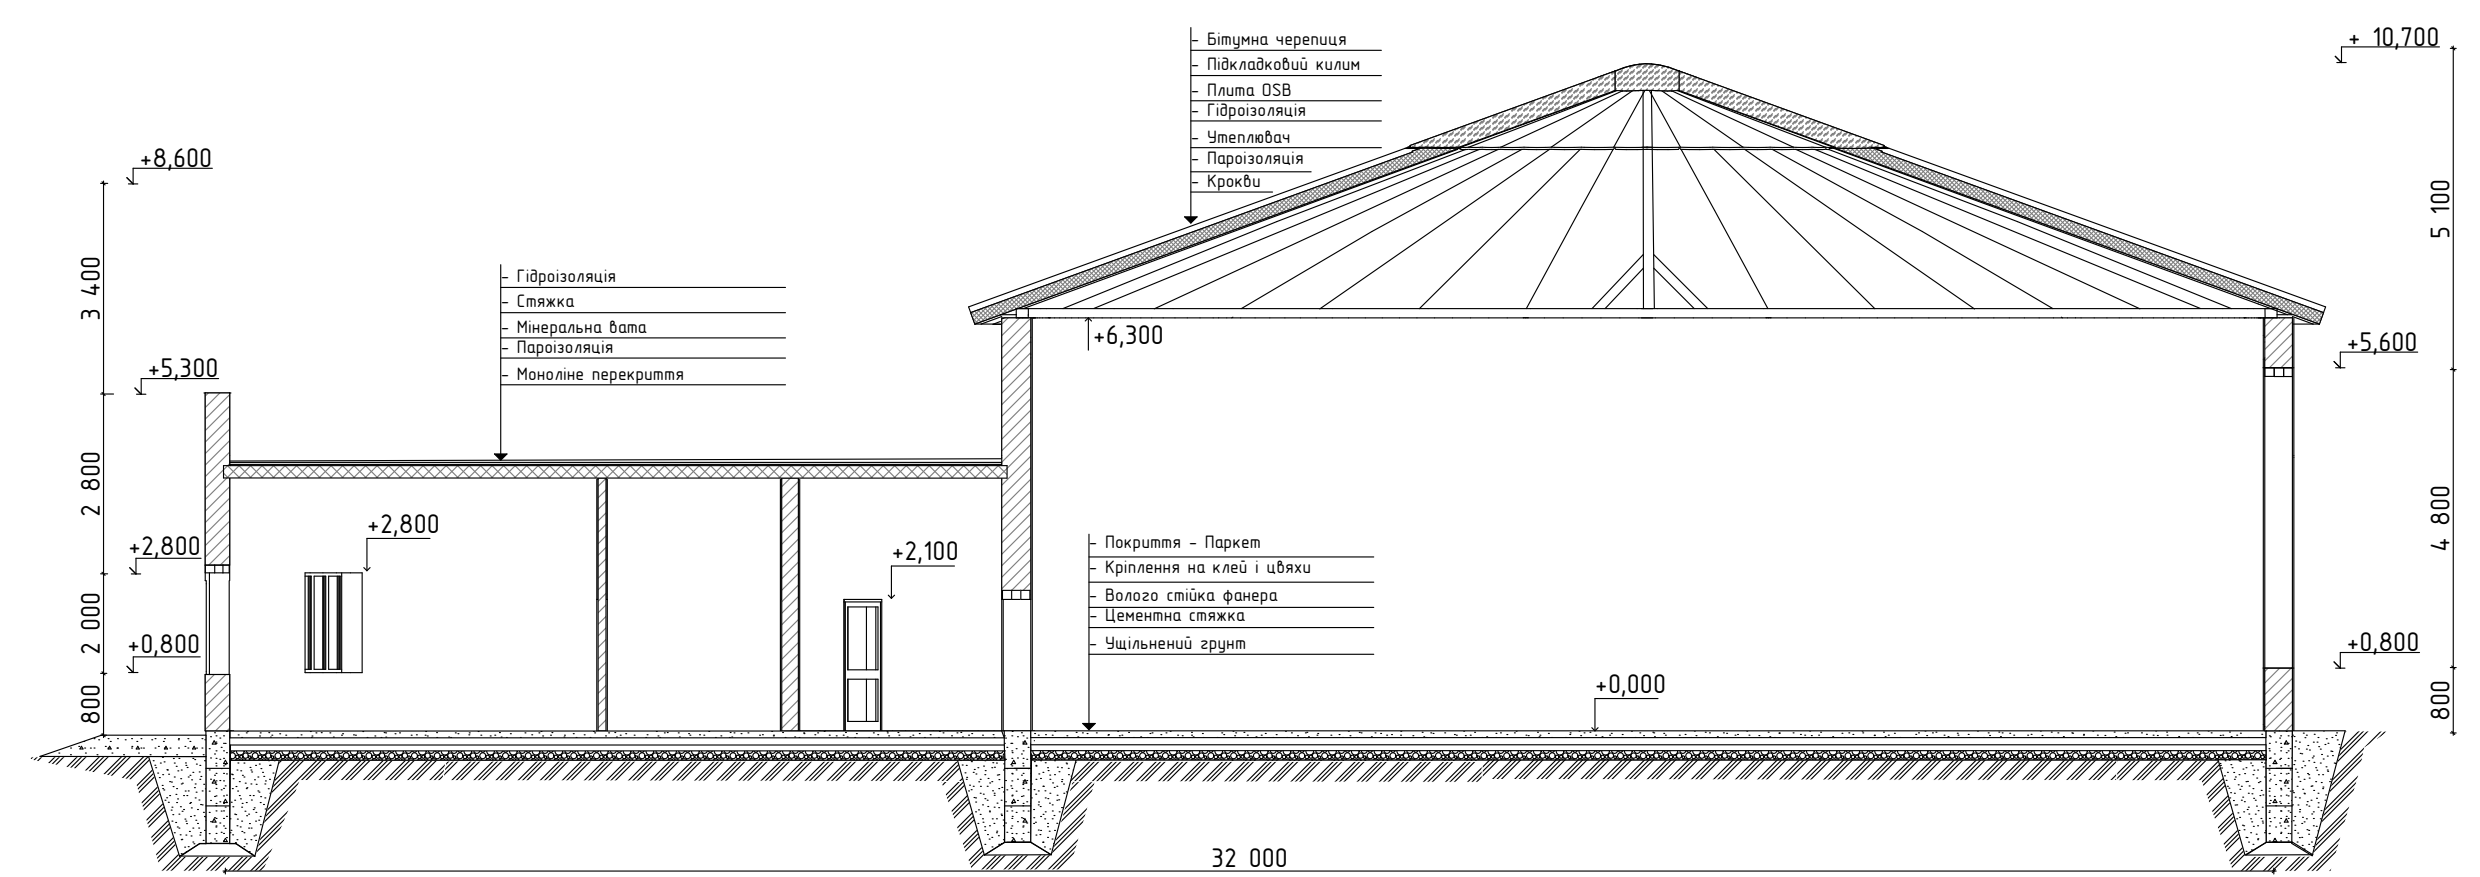 - Бітумна черепиця
- Підкладковий килим
- Плита OSB
- Гідроізоляція
- Утеплювач
- Пароізоляція
- Крокви
+ 10,700
+8,600
5 100
3 400
- Гідроізоляція
- Стяжка
- Мінеральна вата
- Пароізоляція
- Моноліне перекриття
+6,300
+5,600
+5,300
2 800
4 800
+2,800
+2,800
+2,100
- Покриття - Паркет
- Кріплення на клей і цвяхи
- Волого стійка фанера
- Цементна стяжка
- Ущільнений грунт
2 000
+0,800
+0,800
+0,000
800
800
32 000